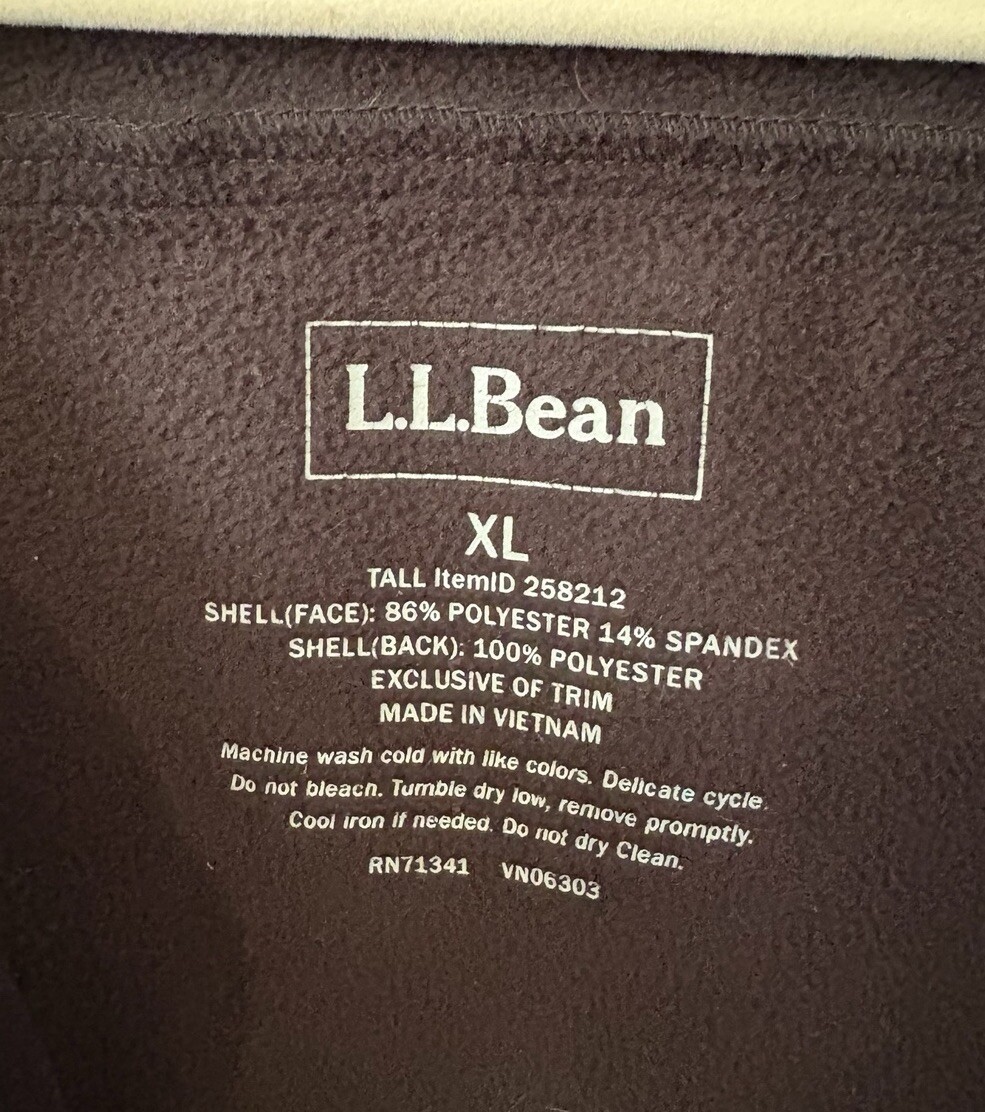 L.L.Bean
XL
TALL ItemID 258212
SHELL(FACE): 86% POLYESTER 14% SPANDEX
SHELL(BACK): 100% POLYESTER
EXCLUSIVE OF TRIM
MADE IN VIETNAM
Machine wash cold with like colors. Delicate cycle.
Do not bleach. Tumble dry low, remove promptly.
Cool iron if needed. Do not dry Clean.
RN71341 VN06303